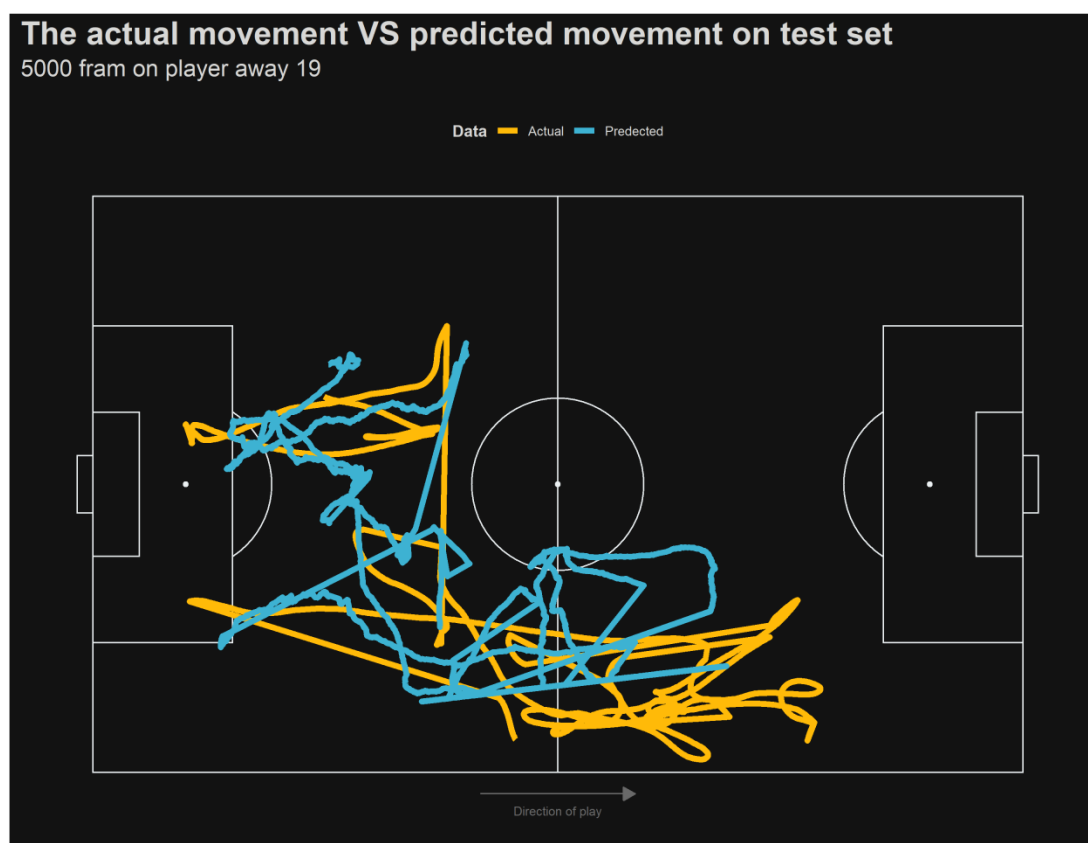 The actual movement VS predicted movement on test set
5000 fram on player away 19
Data Actual Predected
Direction of play